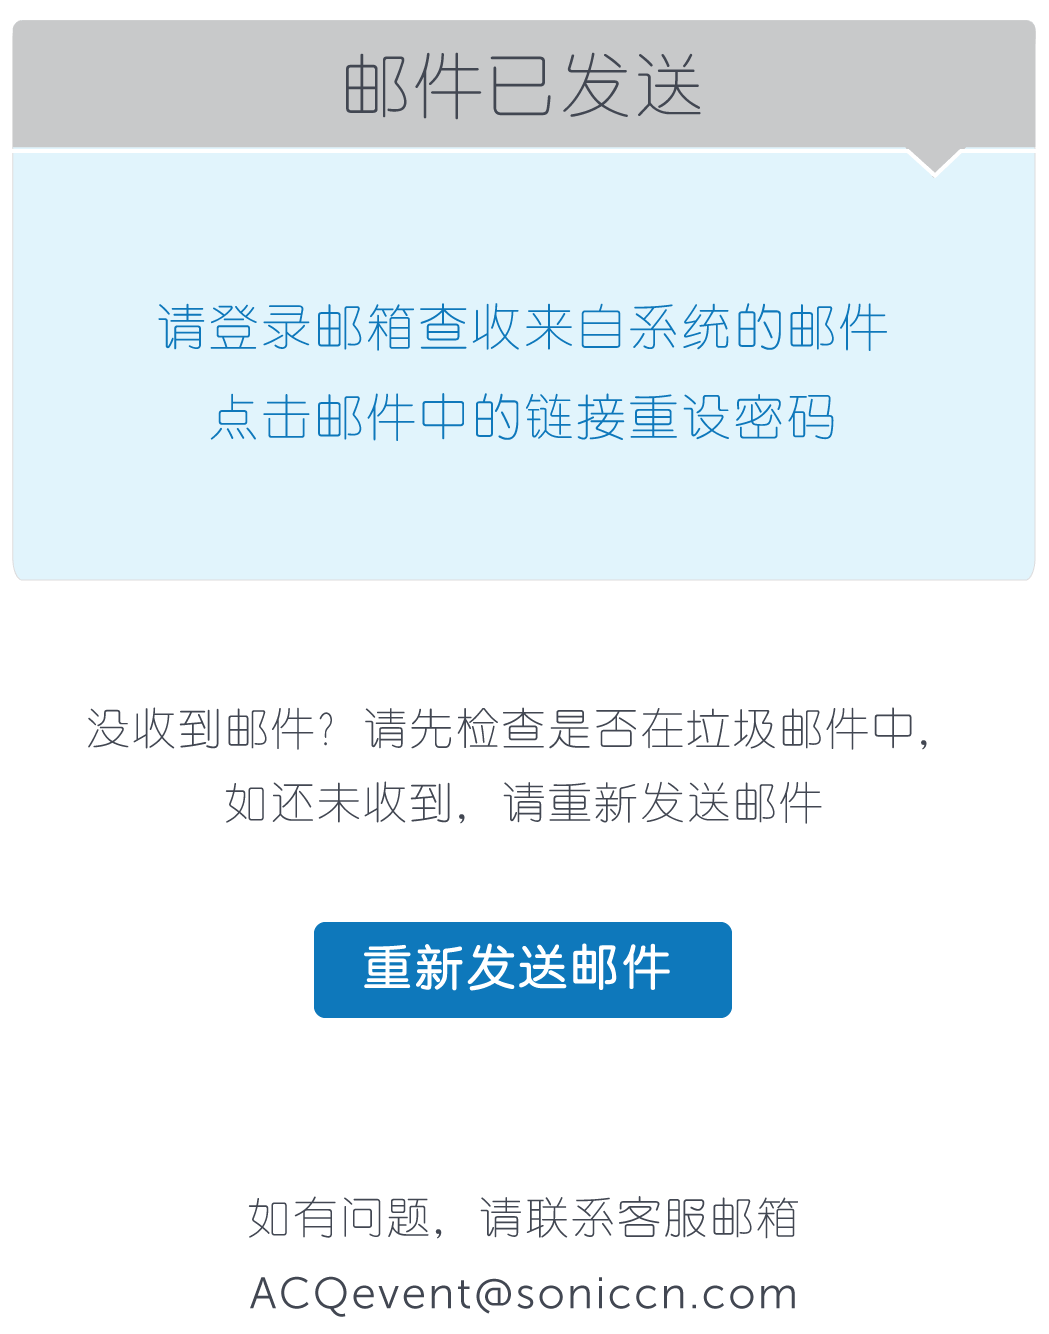 邮件已发送
请登录邮箱查收来自系统的邮件
点击邮件中的链接重设密码
没收到邮件？请先检查是否在垃圾邮件中，
如还未收到，请重新发送邮件
重新发送邮件
如有问题，请联系客服邮箱
ACQevent@soniccn.com